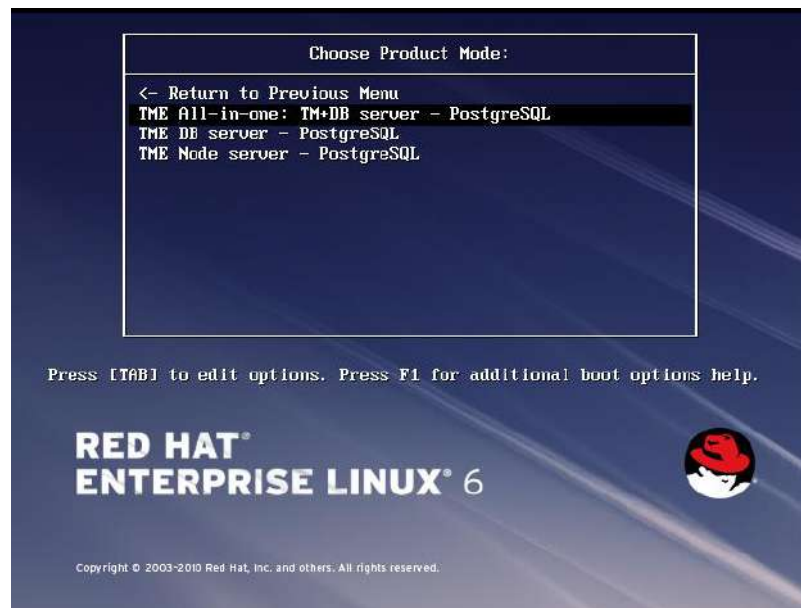 Choose Product Mode:
<- Return to Previous Menu
TME All-in-one: TM+DB server - PostgreSQL
TME DB server - PostgreSQL
TME Node server - PostgreSQL
Press [TAB] to edit options. Press F1 for additional boot options help.
RED HAT®
ENTERPRISE LINUX® 6
Copyright © 2003-2010 Red Hat, Inc. and others. All rights reserved.